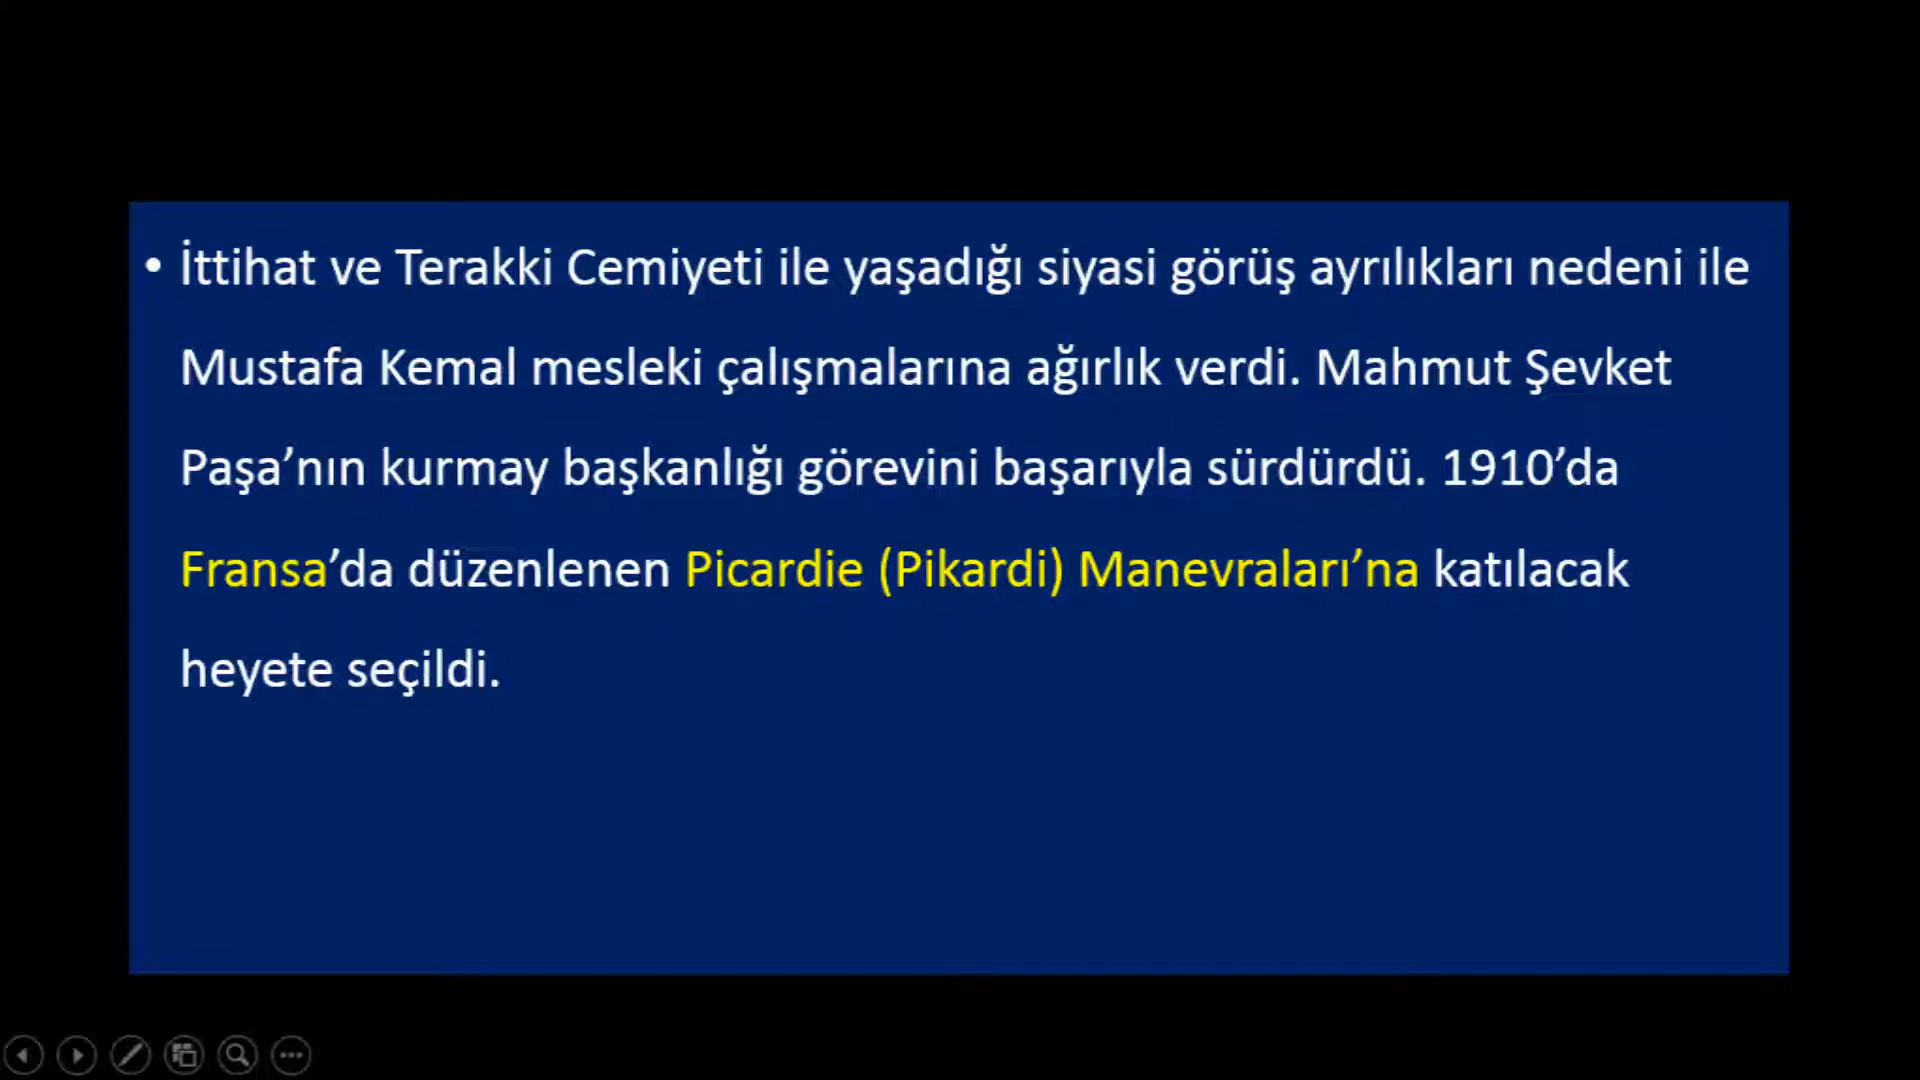 • İttihat ve Terakki Cemiyeti ile yaşadığı siyasi görüş ayrılıkları nedeni ile
Mustafa Kemal mesleki çalışmalarına ağırlık verdi. Mahmut Şevket
Paşa’nın kurmay başkanlığı görevini başarıyla sürdürdü. 1910’da
Fransa’da düzenlenen Picardie (Pikardi) Manevraları’na katılacak
heyete seçildi.